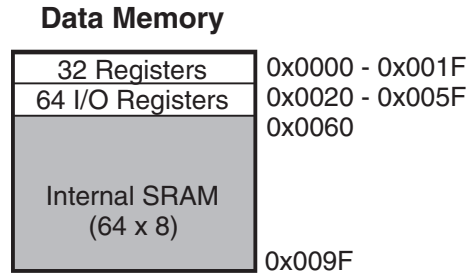 Data Memory
32 Registers 0x0000 - 0x001F
64 I/O Registers 0x0020 - 0x005F
0x0060
Internal SRAM
(64 x 8)
0x009F